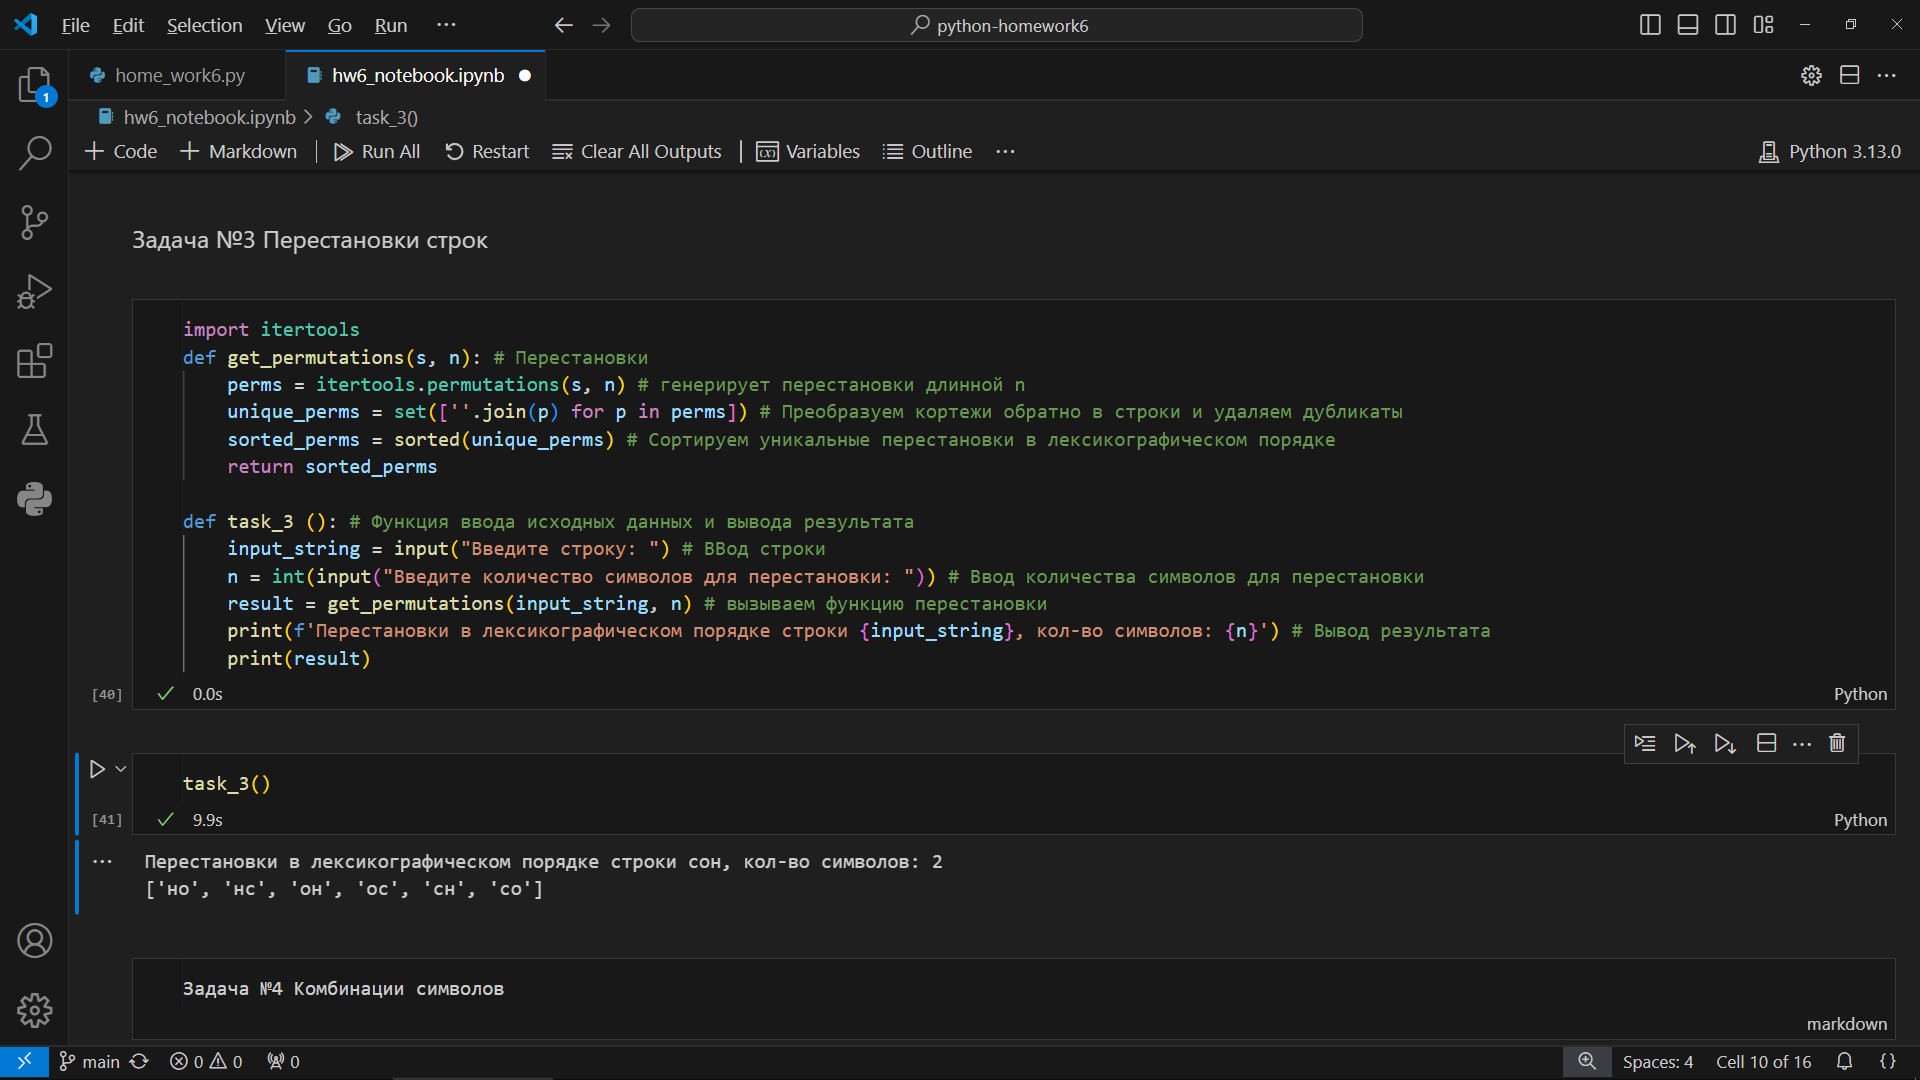 File Edit Selection View Go Run ··· python-homework6
home_work6.py hw6_notebook.ipynb
1
hw6_notebook.ipynb > task_3()
Code Markdown Run All Restart Clear All Outputs Variables Outline ··· Python 3.13.0
Задача №3 Перестановки строк
import itertools
def get_permutations(s, n): # Перестановки
    perms = itertools.permutations(s, n) # генерирует перестановки длинной n
    unique_perms = set([''.join(p) for p in perms]) # Преобразуем кортежи обратно в строки и удаляем дубликаты
    sorted_perms = sorted(unique_perms) # Сортируем уникальные перестановки в лексикографическом порядке
    return sorted_perms
def task_3 (): # Функция ввода исходных данных и вывода результата
    input_string = input("Введите строку: ") # ВВод строки
    n = int(input("Введите количество символов для перестановки: ")) # Ввод количества символов для перестановки
    result = get_permutations(input_string, n) # вызываем функцию перестановки
    print(f'Перестановки в лексикографическом порядке строки {input_string}, кол-во символов: {n}') # Вывод результата
    print(result)
[40] 0.0s Python
task_3()
[41] 9.9s Python
Перестановки в лексикографическом порядке строки сон, кол-во символов: 2
['но', 'нс', 'он', 'ос', 'сн', 'со']
Задача №4 Комбинации символов
markdown
main 0 0 0 Spaces: 4 Cell 10 of 16 {}